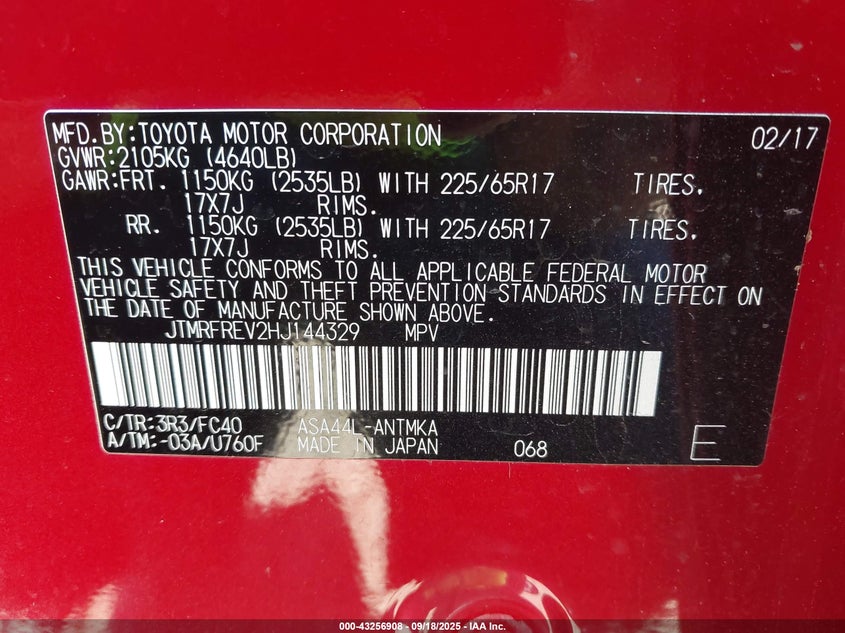 MFD.BY:TOYOTA MOTOR CORPORATION 02/17
GVWR:2105KG (4640LB)
GAWR:FRT. 1150KG (2535LB) WITH 225/65R17 TIRES,
17X7J RIMS.
RR. 1150KG (2535LB) WITH 225/65R17 TIRES,
17X7J RIMS.
THIS VEHICLE CONFORMS TO ALL APPLICABLE FEDERAL MOTOR
VEHICLE SAFETY AND THEFT PREVENTION STANDARDS IN EFFECT ON
THE DATE OF MANUFACTURE SHOWN ABOVE.
JTMRFREV2HJ144329 MPV
C/TR:3R3/FC40 ASA44L-ANTMKA
A/TM:-03A/U760F MADE IN JAPAN 068 E
000-43256908 - 09/18/2025 - IAA Inc.